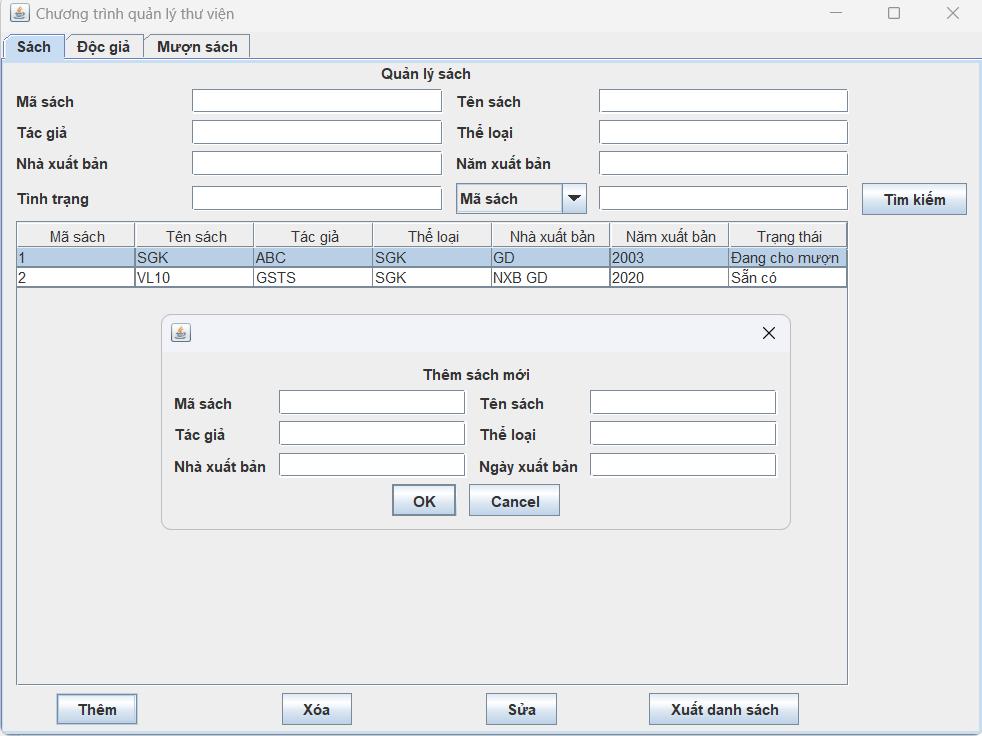 Chương trình quản lý thư viện
Sách Độc giả Mượn sách
Quản lý sách
Mã sách Tên sách
Tác giả Thể loại
Nhà xuất bản Năm xuất bản
Tình trạng Mã sách Tìm kiếm
Mã sách Tên sách Tác giả Thể loại Nhà xuất bản Năm xuất bản Trạng thái
1 SGK ABC SGK GD 2003 Đang cho mượn
2 VL10 GSTS SGK NXB GD 2020 Sẵn có
Thêm sách mới
Mã sách Tên sách
Tác giả Thể loại
Nhà xuất bản Ngày xuất bản
OK Cancel
Thêm Xóa Sửa Xuất danh sách